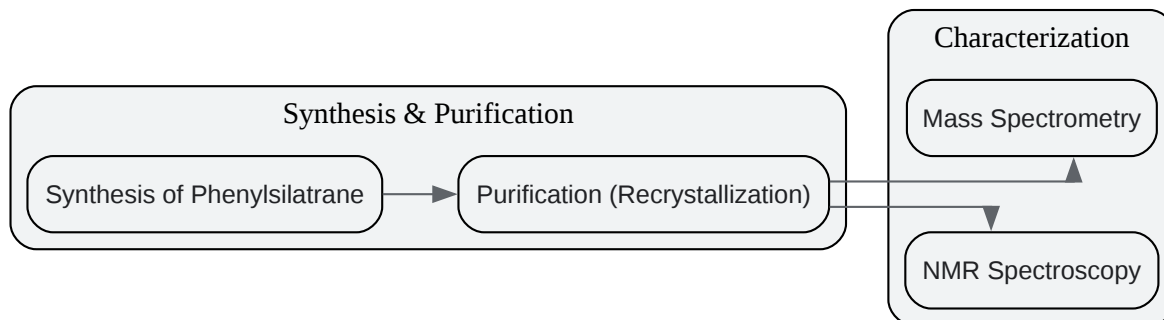 Synthesis & Purification
Synthesis of Phenylsilatrane
Purification (Recrystallization)
Characterization
Mass Spectrometry
NMR Spectroscopy